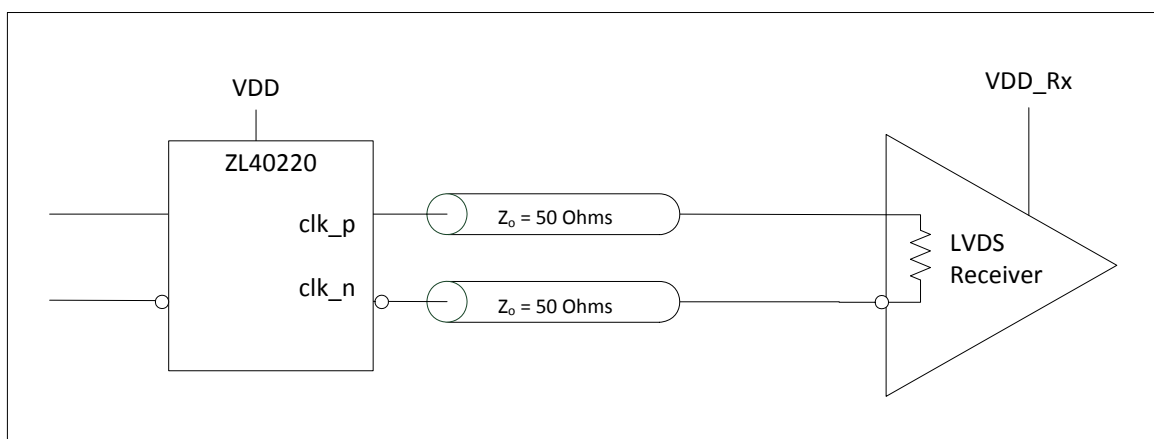 VDD
VDD_Rx
ZL40220
clk_p
Zₒ = 50 Ohms
LVDS
Receiver
clk_n
Zₒ = 50 Ohms